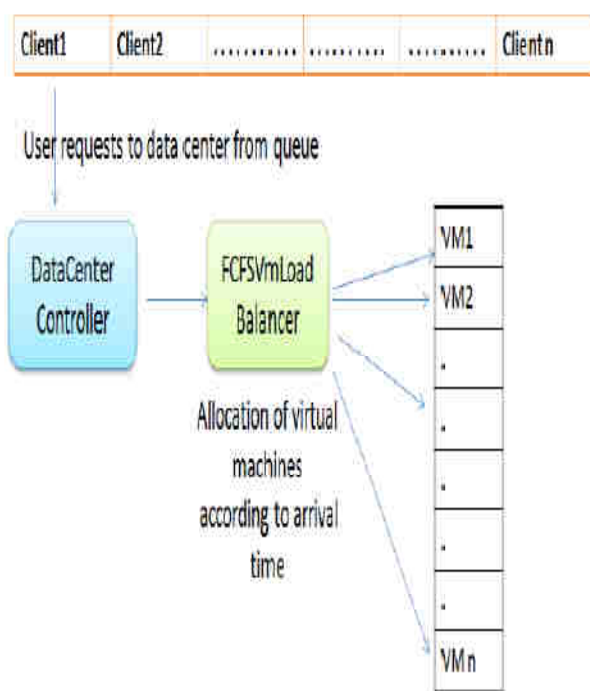 Client1 Client2 ........... .......... .......... Client n
User requests to data center from queue
DataCenter
Controller
FCFSVmLoad
Balancer
Allocation of virtual
machines
according to arrival
time
VM1
VM2
.
.
.
.
.
VM n